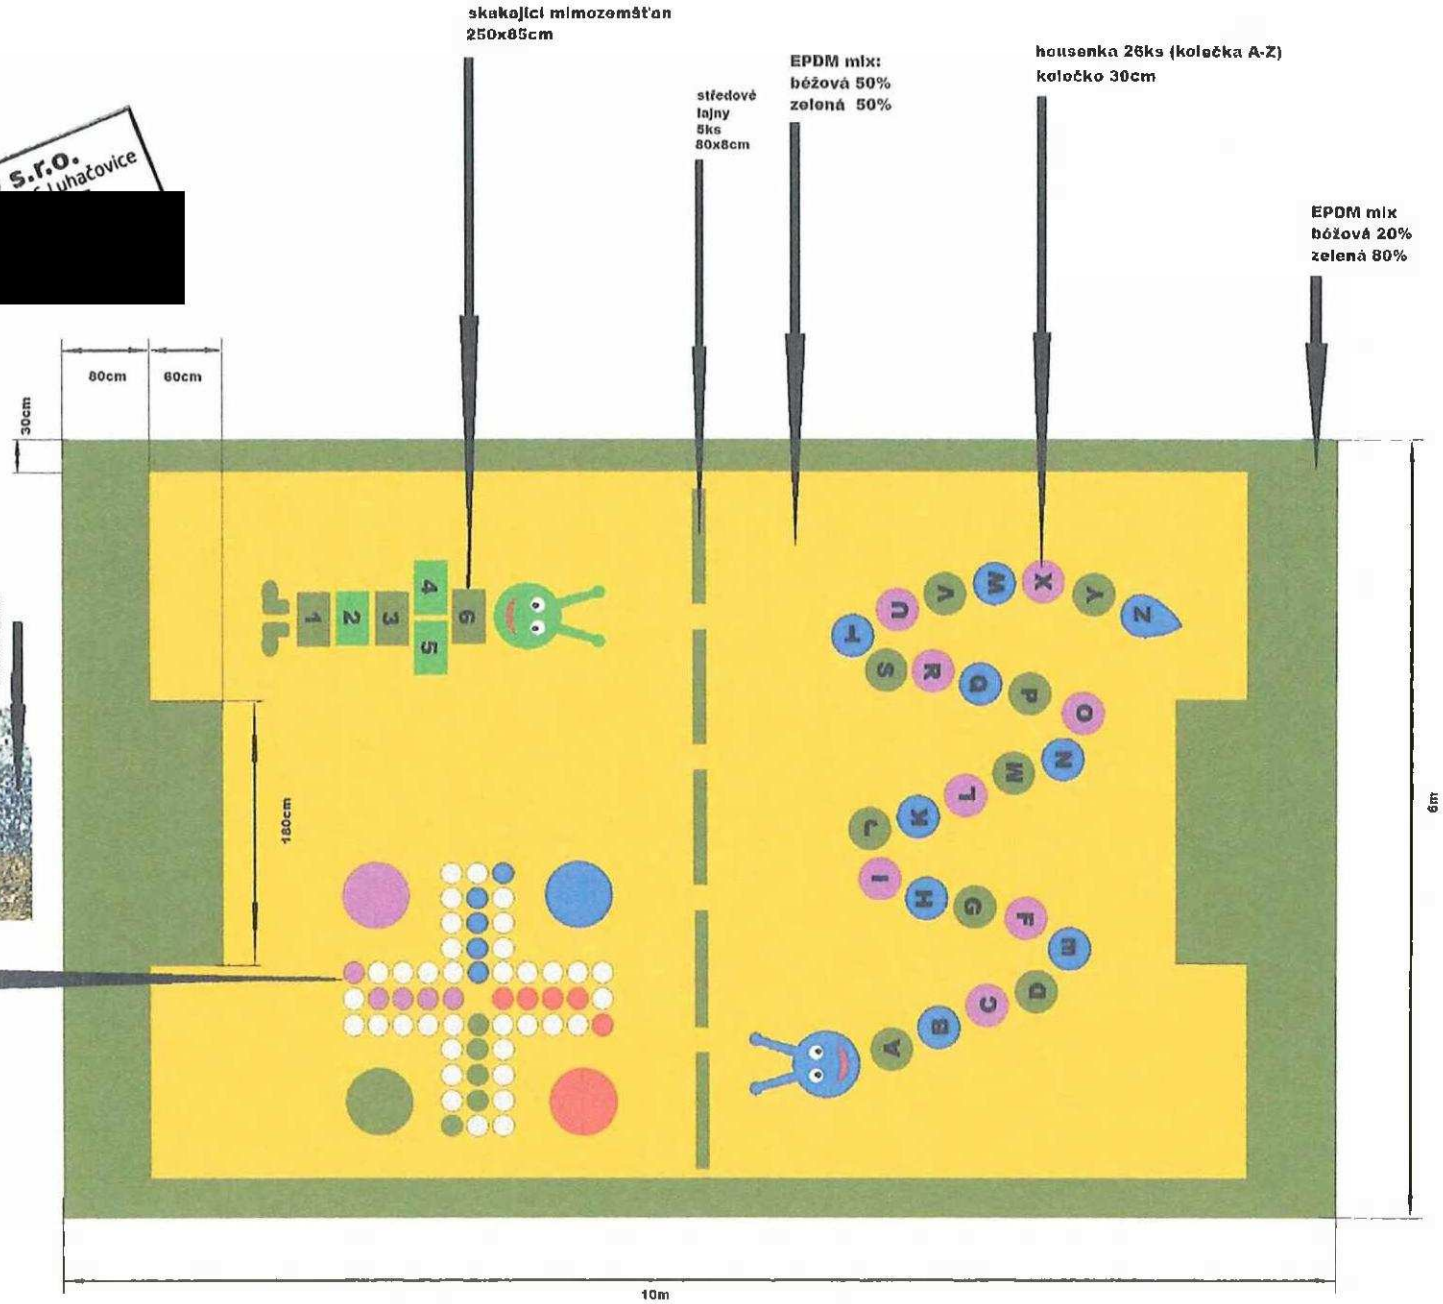 skakající mimozemšťan
250x85cm
housenka 26ks (kolečka A-Z)
kolečko 30cm
EPDM mix:
béžová 50%
zelená 50%
středové
lajny
5ks
80x8cm
s.r.o.
Luhačovice
EPDM mix
béžová 20%
zelená 80%
80cm
60cm
30cm
180cm
6m
10m
1
2
3
4
5
6
Z
Y
X
W
V
U
T
S
R
Q
P
O
N
M
L
K
J
I
H
G
F
E
D
C
B
A